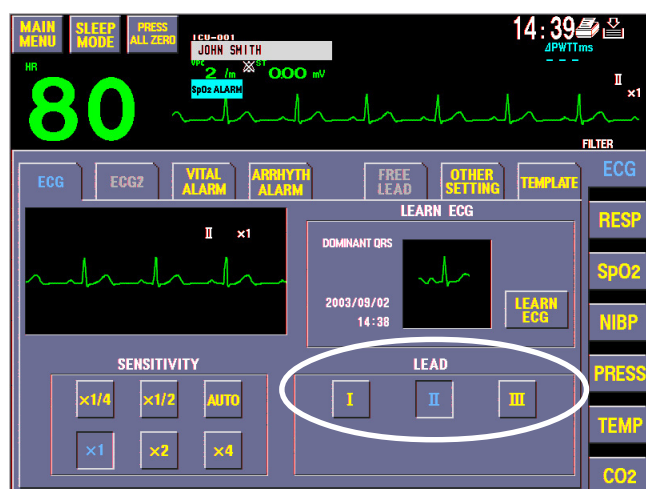 MAIN MENU
SLEEP MODE
PRESS ALL ZERO
ICU-001
JOHN SMITH
14:39
ΔPWTT ms
- - -
HR
80
VPC
2 /m
ST
0.00 mV
SpO2 ALARM
II
×1
FILTER
ECG
ECG2
VITAL ALARM
ARRHYTH ALARM
FREE LEAD
OTHER SETTING
TEMPLATE
II ×1
LEARN ECG
DOMINANT QRS
2003/09/02
14:38
LEARN ECG
SENSITIVITY
×1/4
×1/2
AUTO
×1
×2
×4
LEAD
I
II
III
ECG
RESP
SpO2
NIBP
PRESS
TEMP
CO2